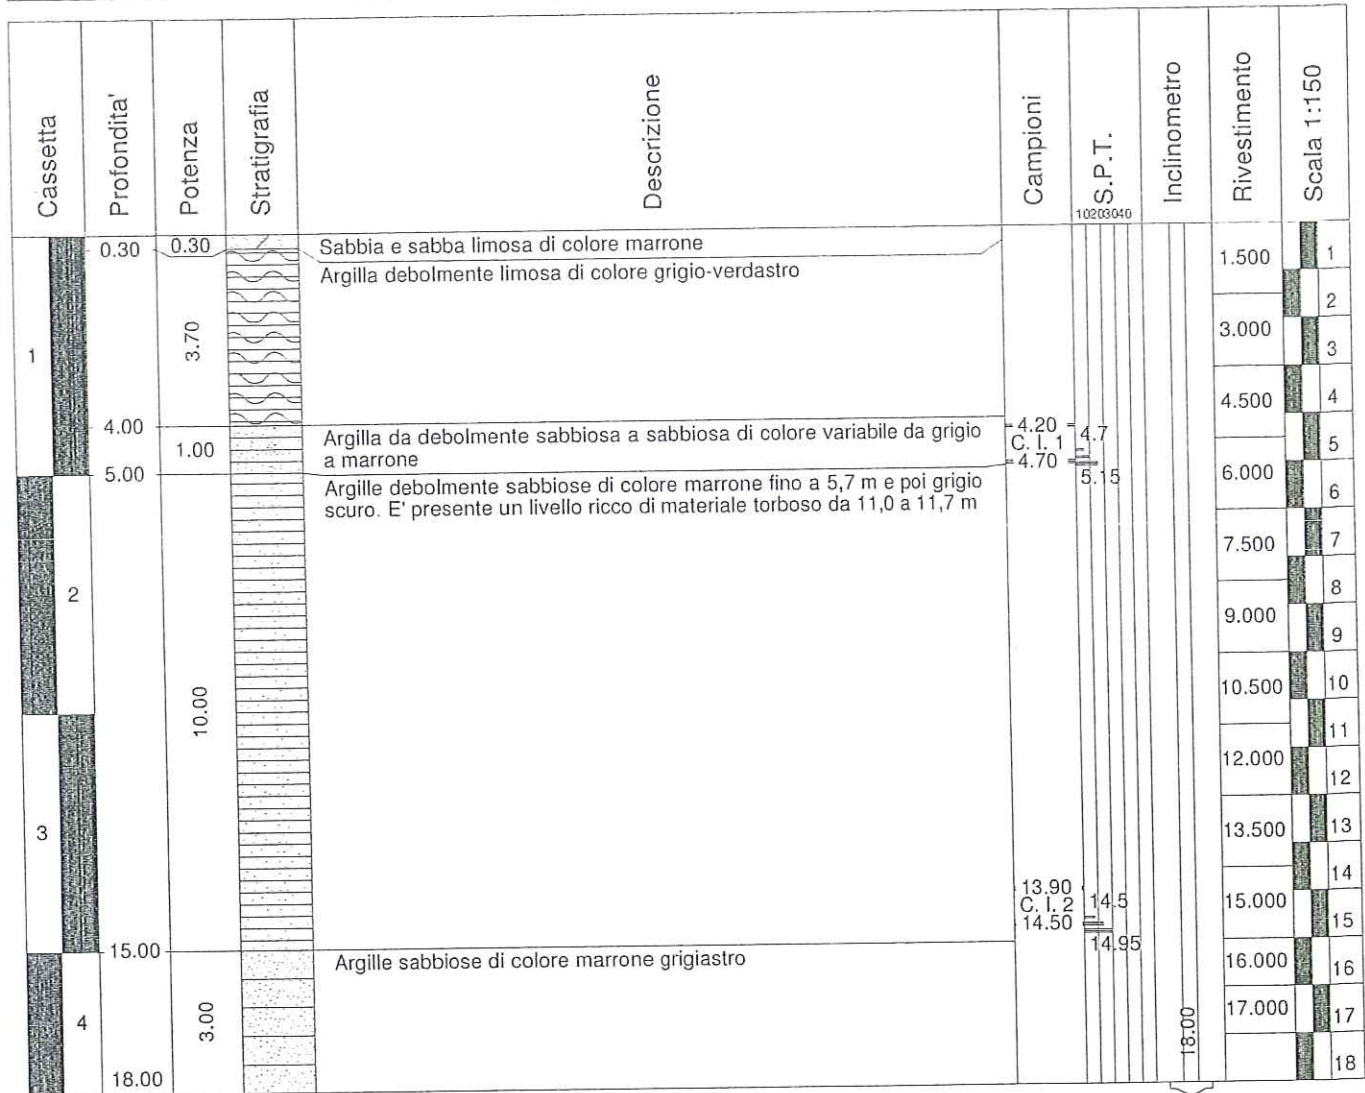 Cassetta
Profondita'
Potenza
Stratigrafia
Descrizione
Campioni
S.P.T.
10203040
Inclinometro
Rivestimento
Scala 1:150
0.30
0.30
Sabbia e sabba limosa di colore marrone
Argilla debolmente limosa di colore grigio-verdastro
1
3.70
4.00
1.00
Argilla da debolmente sabbiosa a sabbiosa di colore variabile da grigio
a marrone
4.20
C. I. 1
4.70
4.7
5.15
5.00
Argille debolmente sabbiose di colore marrone fino a 5,7 m e poi grigio
scuro. E' presente un livello ricco di materiale torboso da 11,0 a 11,7 m
2
10.00
3
13.90
C. I. 2
14.50
14.5
14.95
15.00
Argille sabbiose di colore marrone grigiastro
4
3.00
18.00
18.00
1.500
3.000
4.500
6.000
7.500
9.000
10.500
12.000
13.500
15.000
16.000
17.000
1
2
3
4
5
6
7
8
9
10
11
12
13
14
15
16
17
18